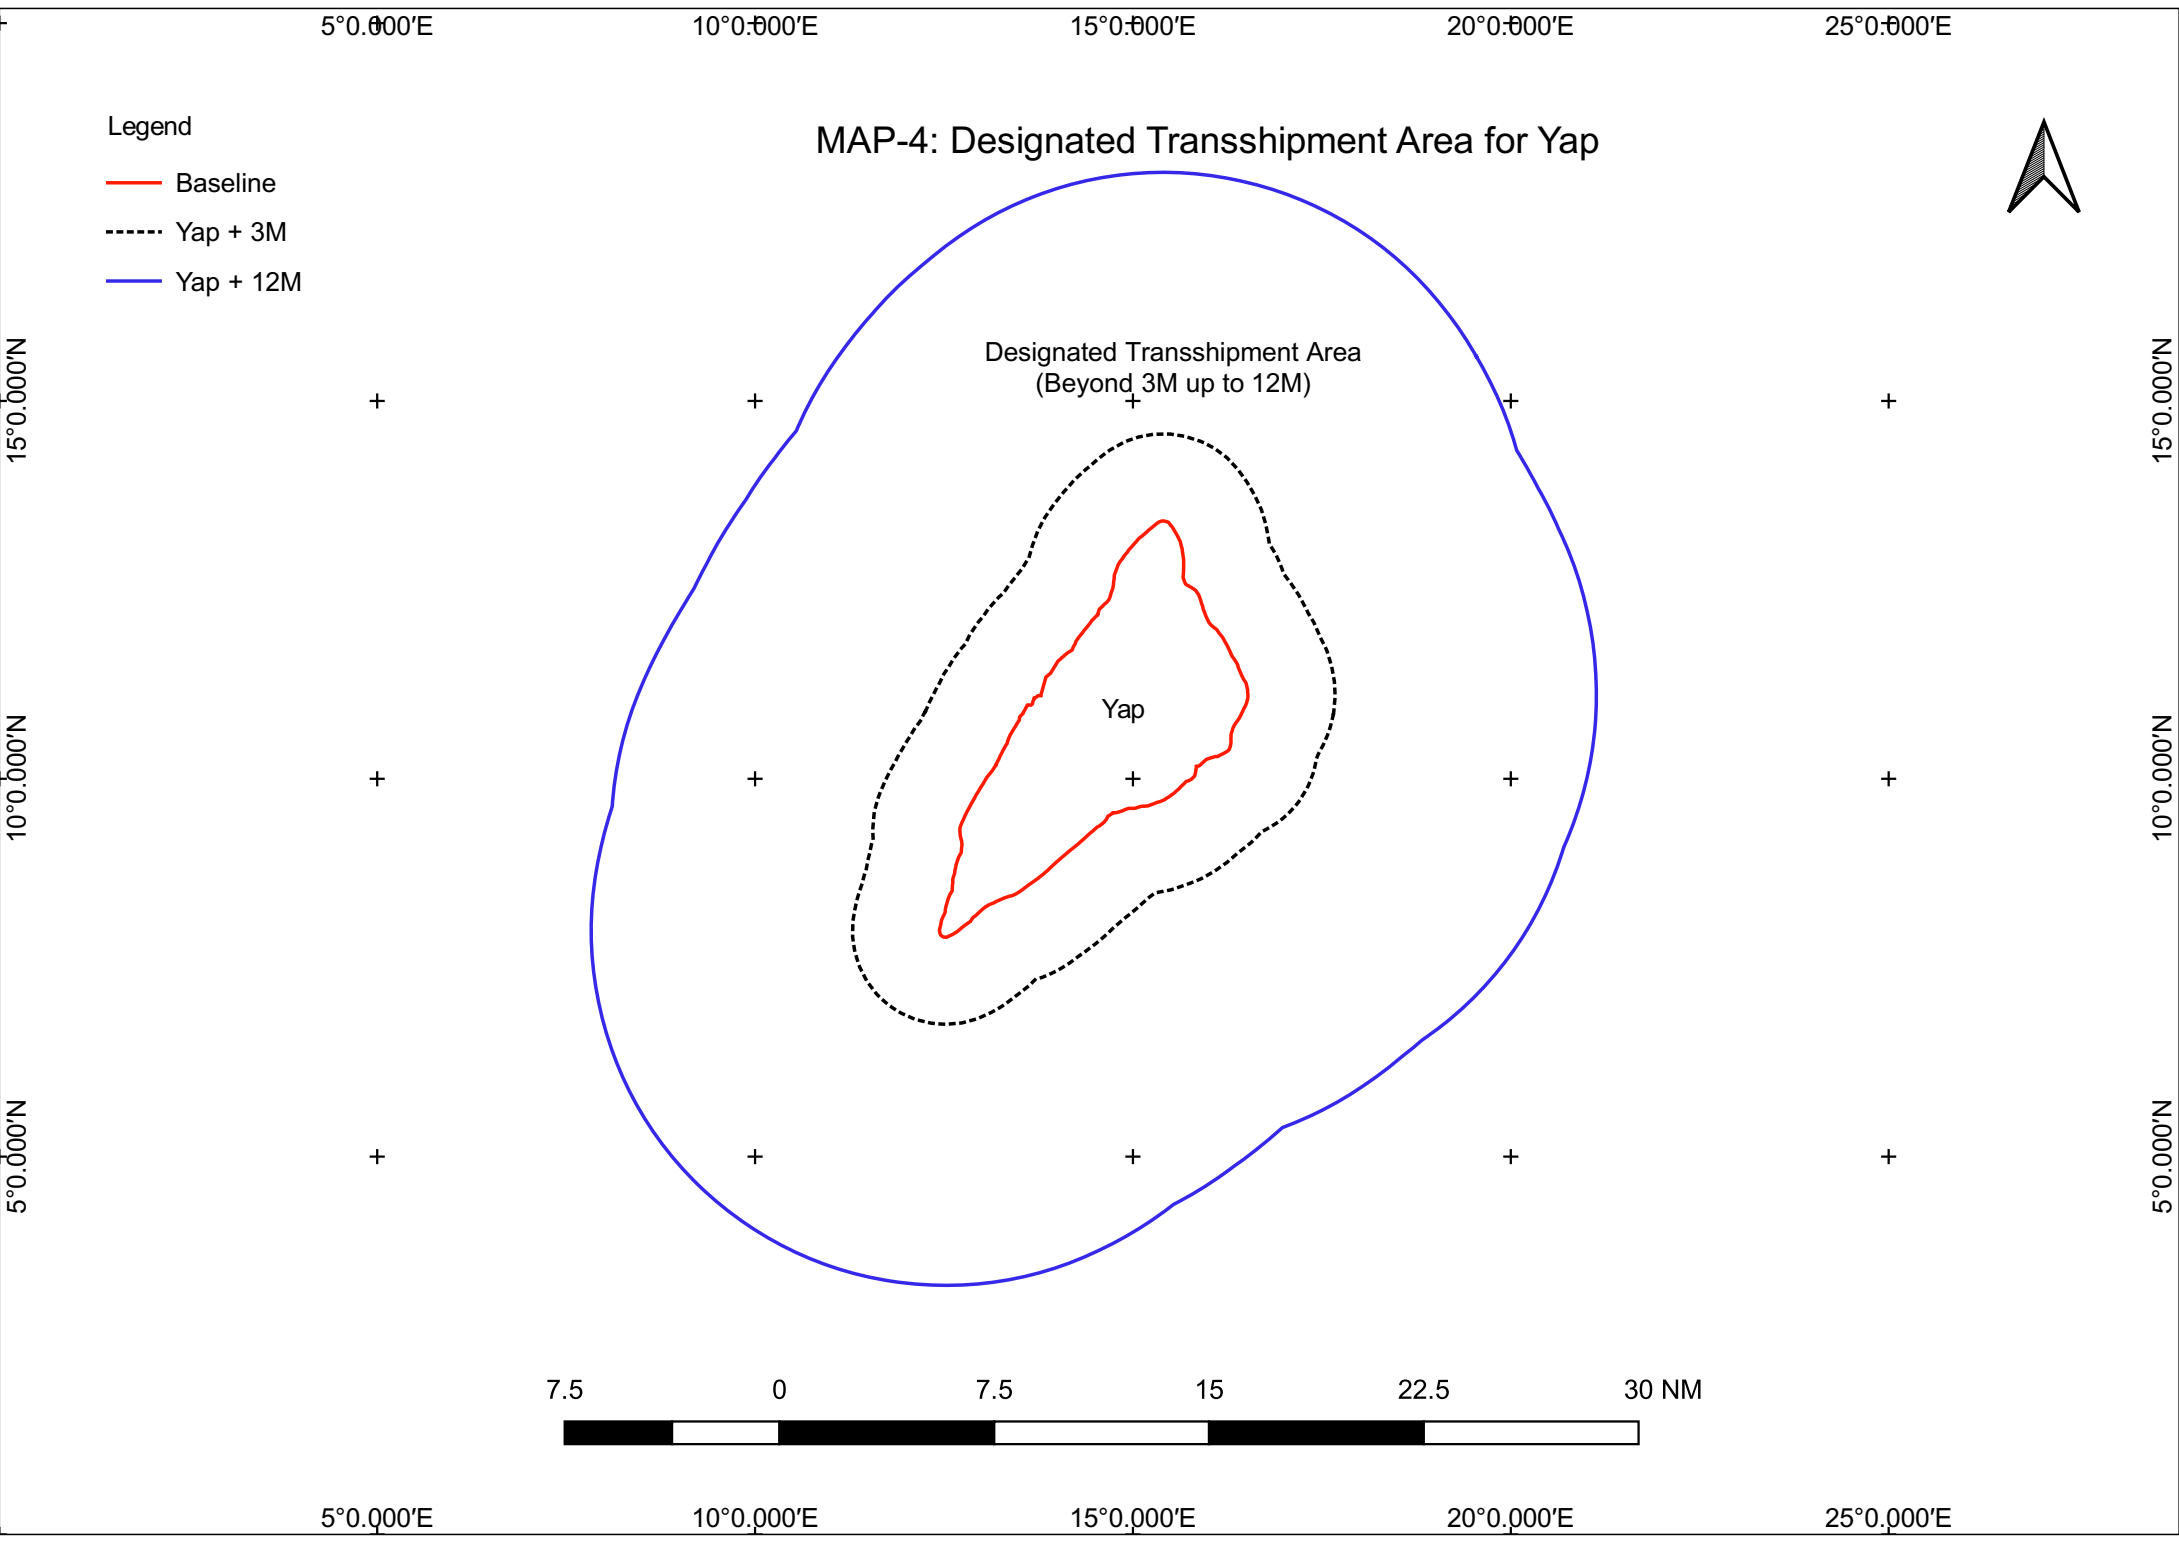 5°0.000'E 10°0.000'E 15°0.000'E 20°0.000'E 25°0.000'E
Legend
MAP-4: Designated Transshipment Area for Yap
Baseline
Yap + 3M
Yap + 12M
Designated Transshipment Area
(Beyond 3M up to 12M)
15°0.000'N 15°0.000'N
Yap
10°0.000'N 10°0.000'N
5°0.000'N 5°0.000'N
7.5 0 7.5 15 22.5 30 NM
5°0.000'E 10°0.000'E 15°0.000'E 20°0.000'E 25°0.000'E